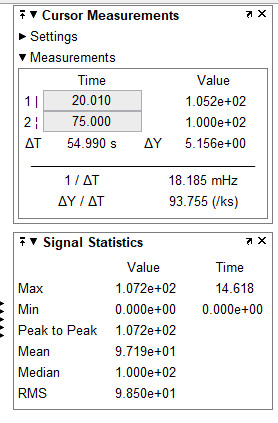 Cursor Measurements
Settings
Measurements
Time Value
1 | 20.010 1.052e+02
2 ¦ 75.000 1.000e+02
ΔT 54.990 s ΔY 5.156e+00
1 / ΔT 18.185 mHz
ΔY / ΔT 93.755 (/ks)
Signal Statistics
Value Time
Max 1.072e+02 14.618
Min 0.000e+00 0.000e+00
Peak to Peak 1.072e+02
Mean 9.719e+01
Median 1.000e+02
RMS 9.850e+01